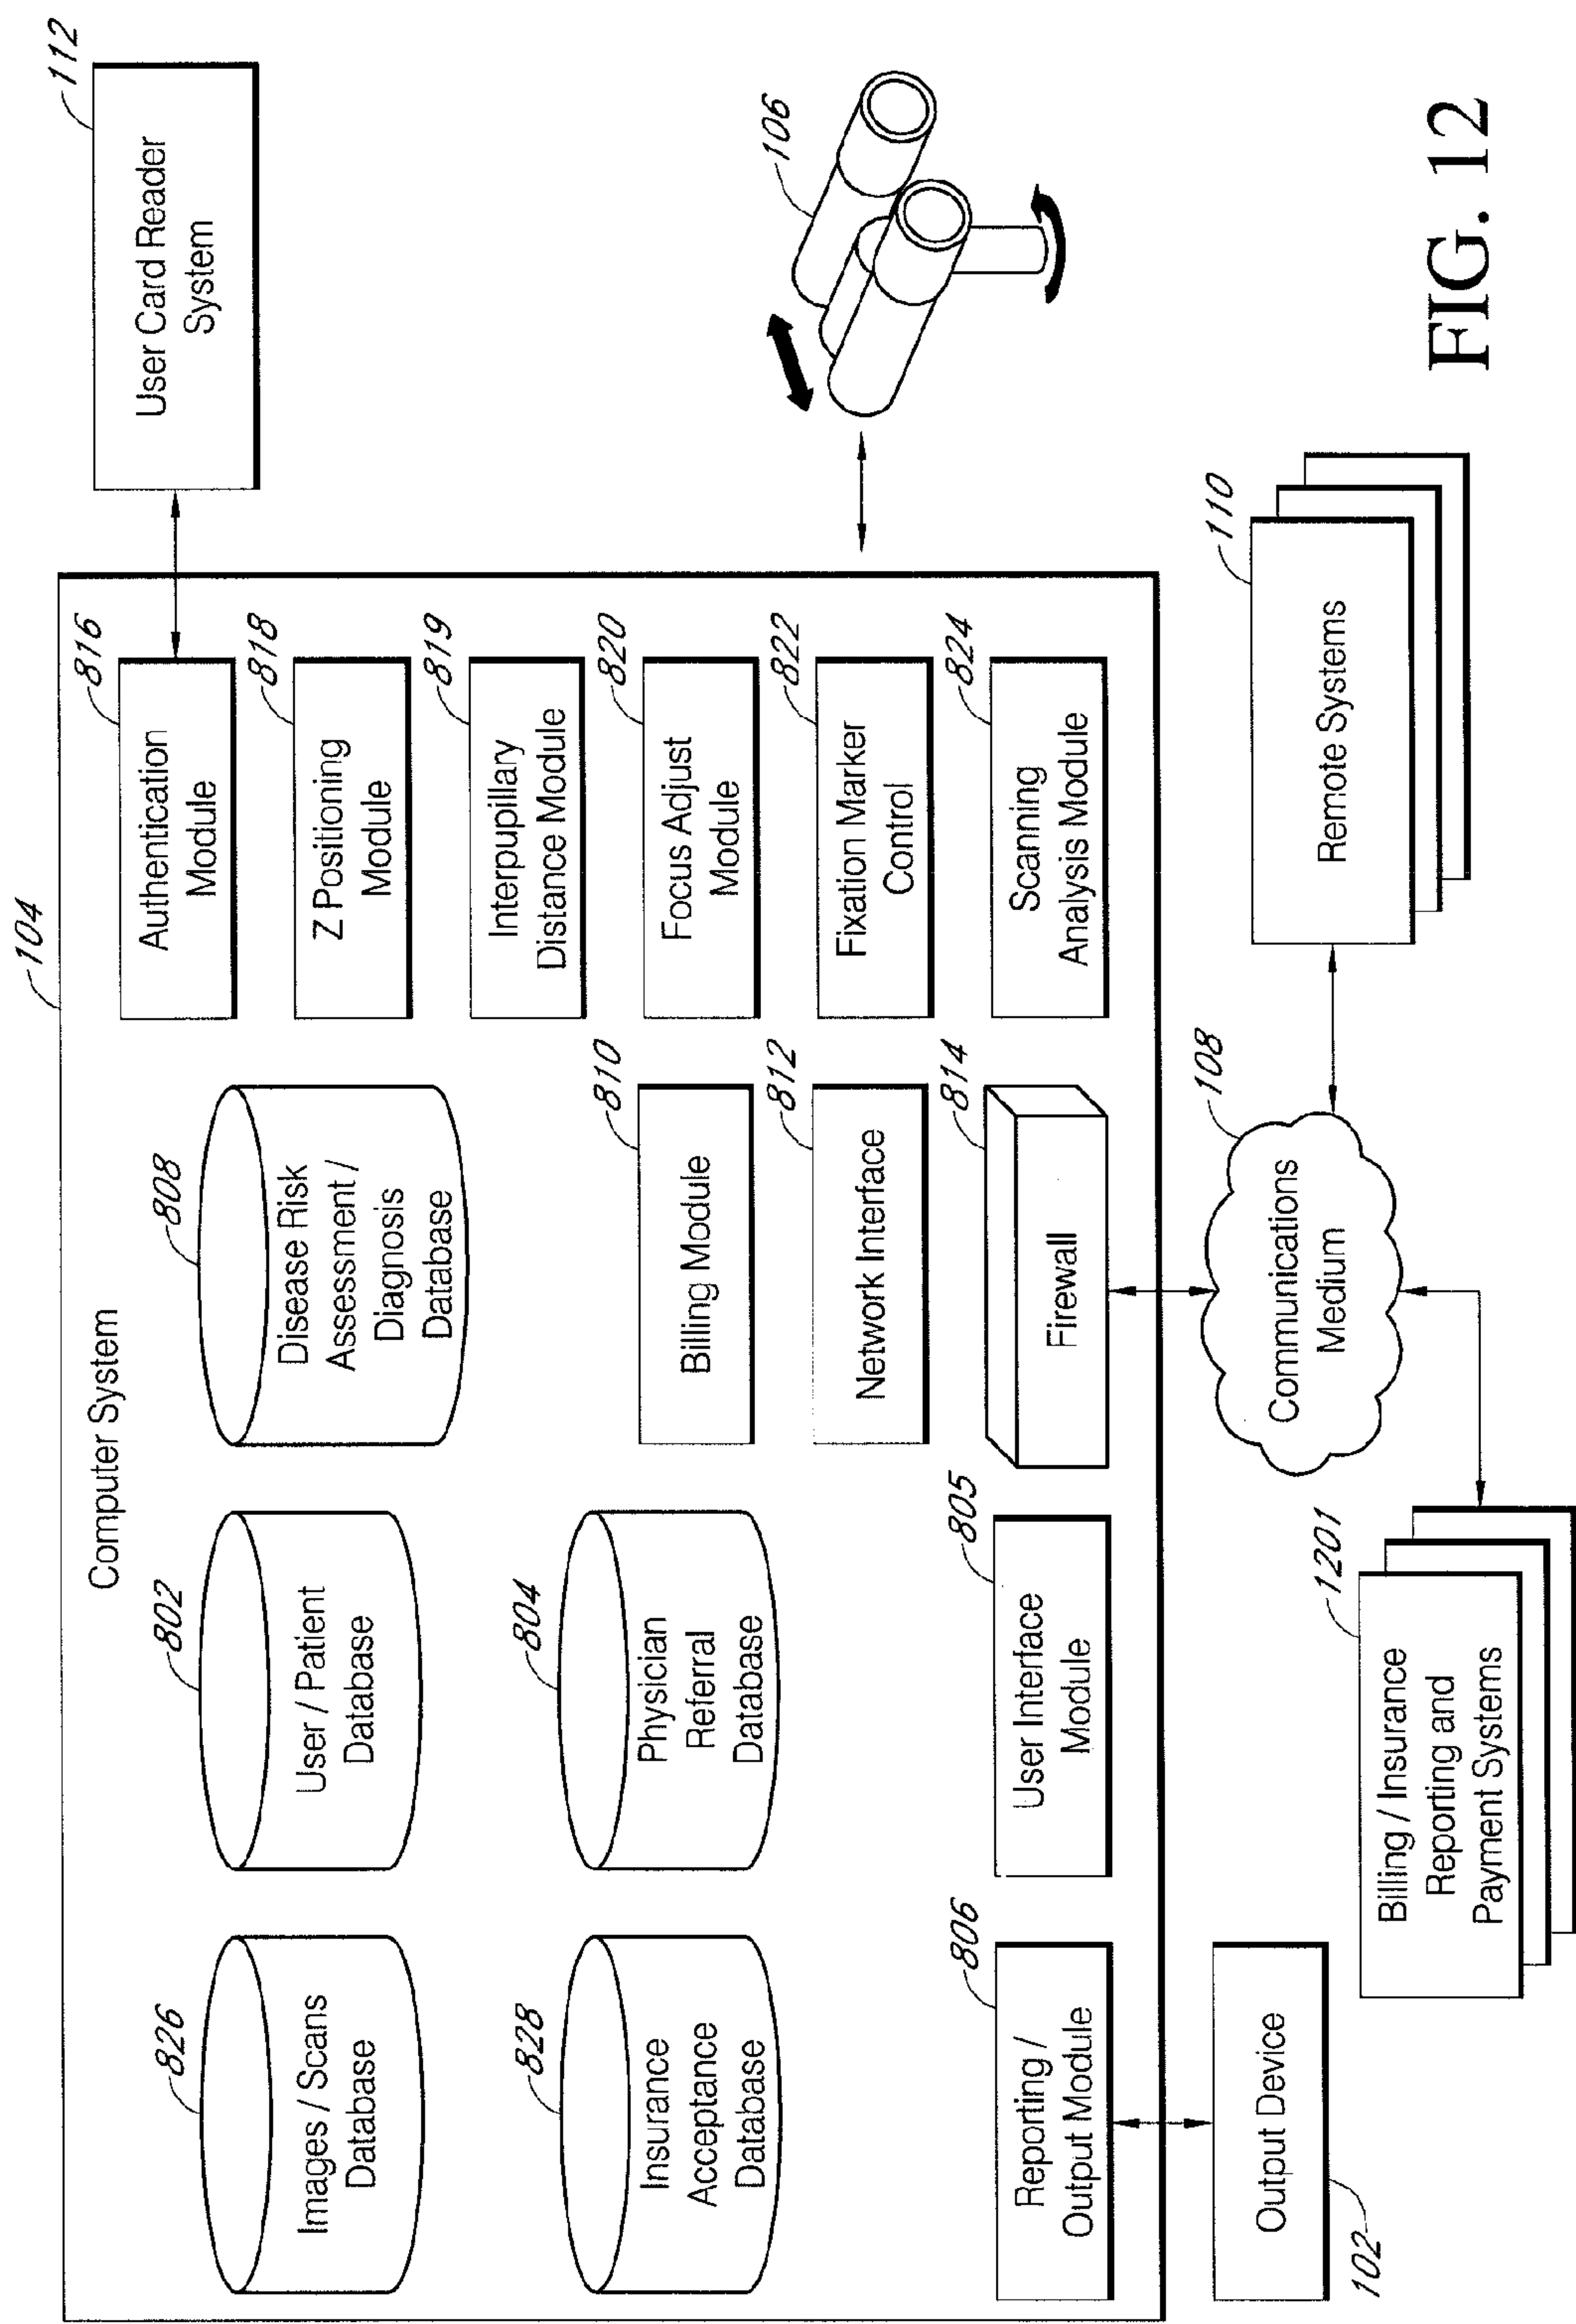 104
Computer System
826
Images / Scans
Database
802
User / Patient
Database
808
Disease Risk
Assessment /
Diagnosis
Database
816
Authentication
Module
112
User Card Reader
System
818
Z Positioning
Module
828
Insurance
Acceptance
Database
804
Physician
Referral
Database
819
Interpupillary
Distance Module
810
Billing Module
820
Focus Adjust
Module
106
812
Network Interface
822
Fixation Marker
Control
806
Reporting /
Output Module
805
User Interface
Module
814
Firewall
824
Scanning
Analysis Module
102
Output Device
1201
Billing / Insurance
Reporting and
Payment Systems
108
Communications
Medium
110
Remote Systems
FIG. 12